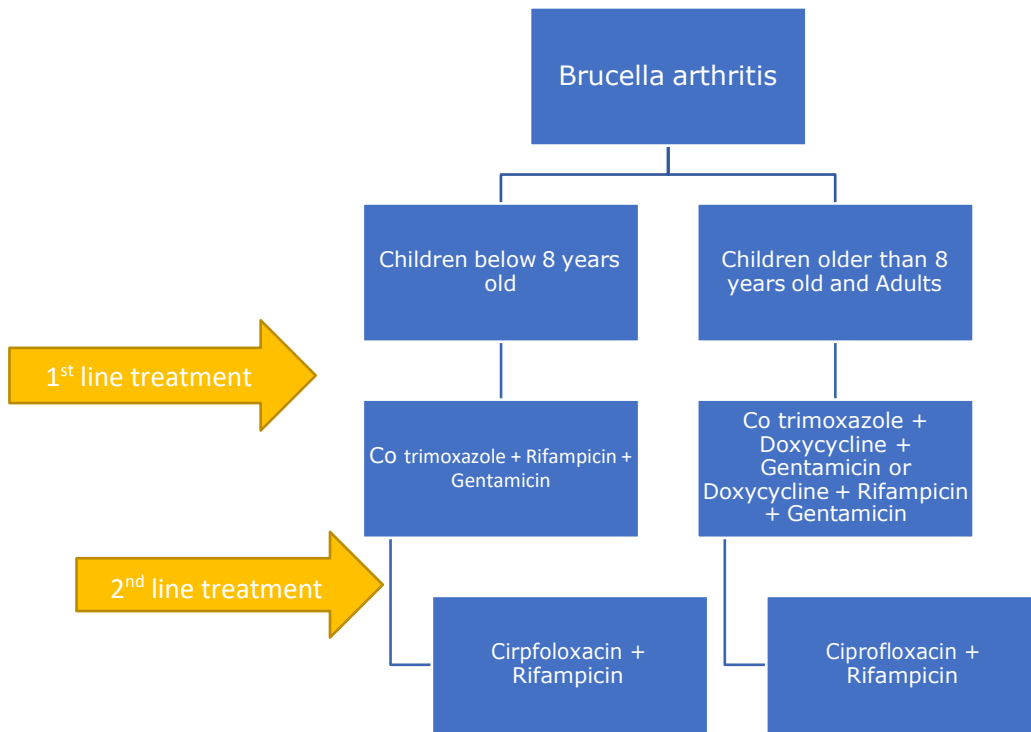 Brucella arthritis
Children below 8 years
old
Children older than 8
years old and Adults
1st line treatment
Co trimoxazole + Rifampicin +
Gentamicin
Co trimoxazole +
Doxycycline +
Gentamicin or
Doxycycline + Rifampicin
+ Gentamicin
2nd line treatment
Cirpfoloxacin +
Rifampicin
Ciprofloxacin +
Rifampicin